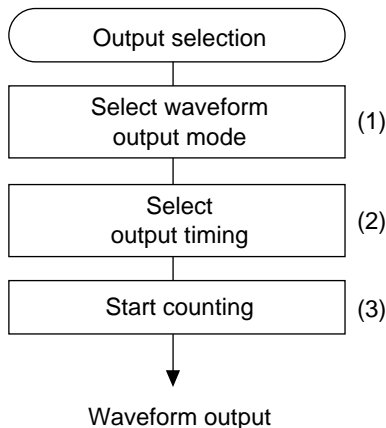 Output selection
Select waveform
output mode
(1)
Select
output timing
(2)
Start counting
(3)
Waveform output